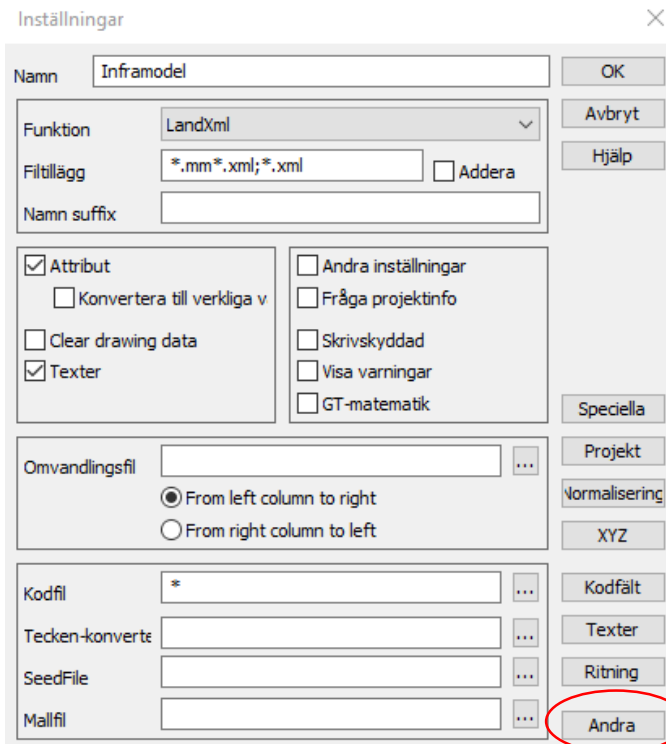 Inställningar
Namn Inframodel OK
Funktion LandXml Avbryt
Filtillägg *.mm*.xml;*.xml Addera Hjälp
Namn suffix
Attribut Andra inställningar
Konvertera till verkliga v Fråga projektinfo
Clear drawing data Skrivskyddad
Texter Visa varningar
GT-matematik Speciella
Omvandlingsfil ... Projekt
From left column to right Normalisering
From right column to left XYZ
Kodfil * ... Kodfält
Tecken-konverte ... Texter
SeedFile ... Ritning
Mallfil ... Andra